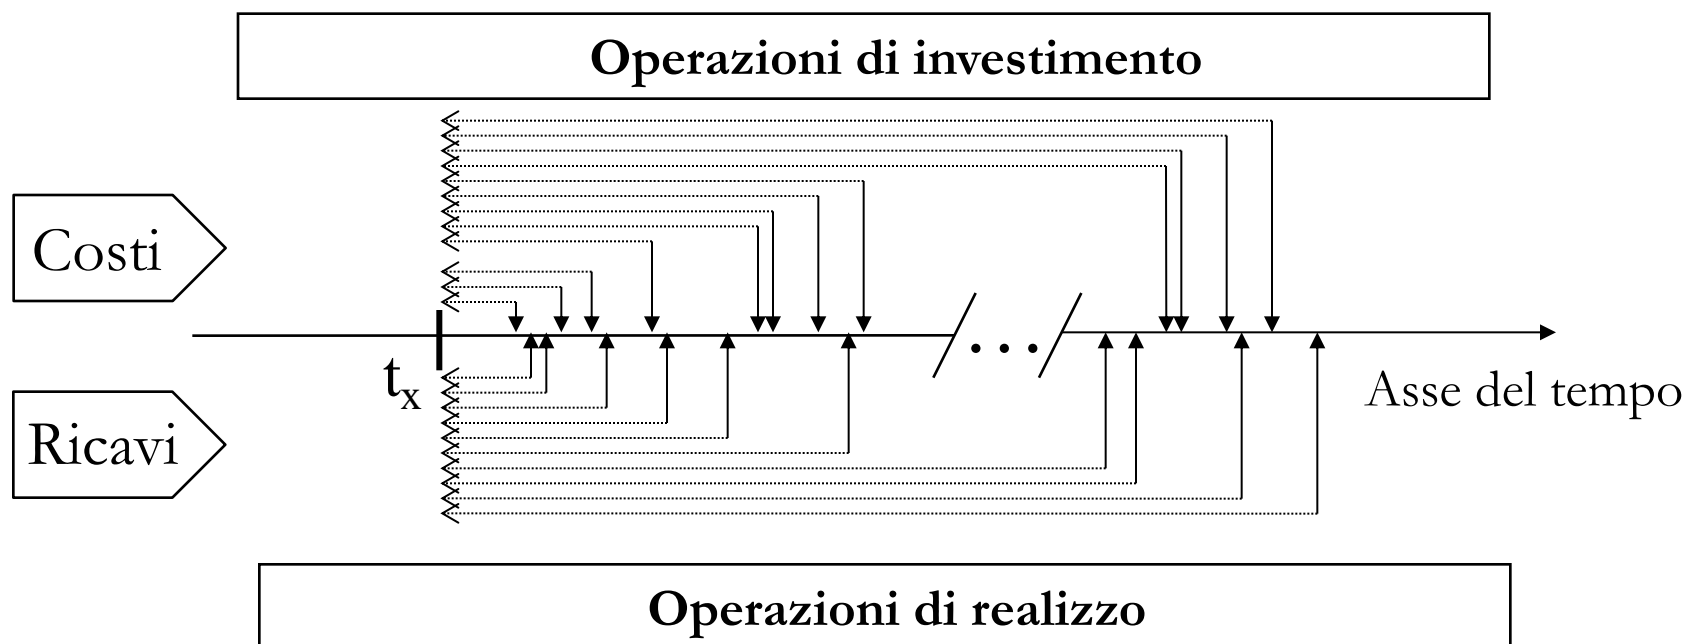 Operazioni di investimento
Costi
. . .
tx
Asse del tempo
Ricavi
Operazioni di realizzo